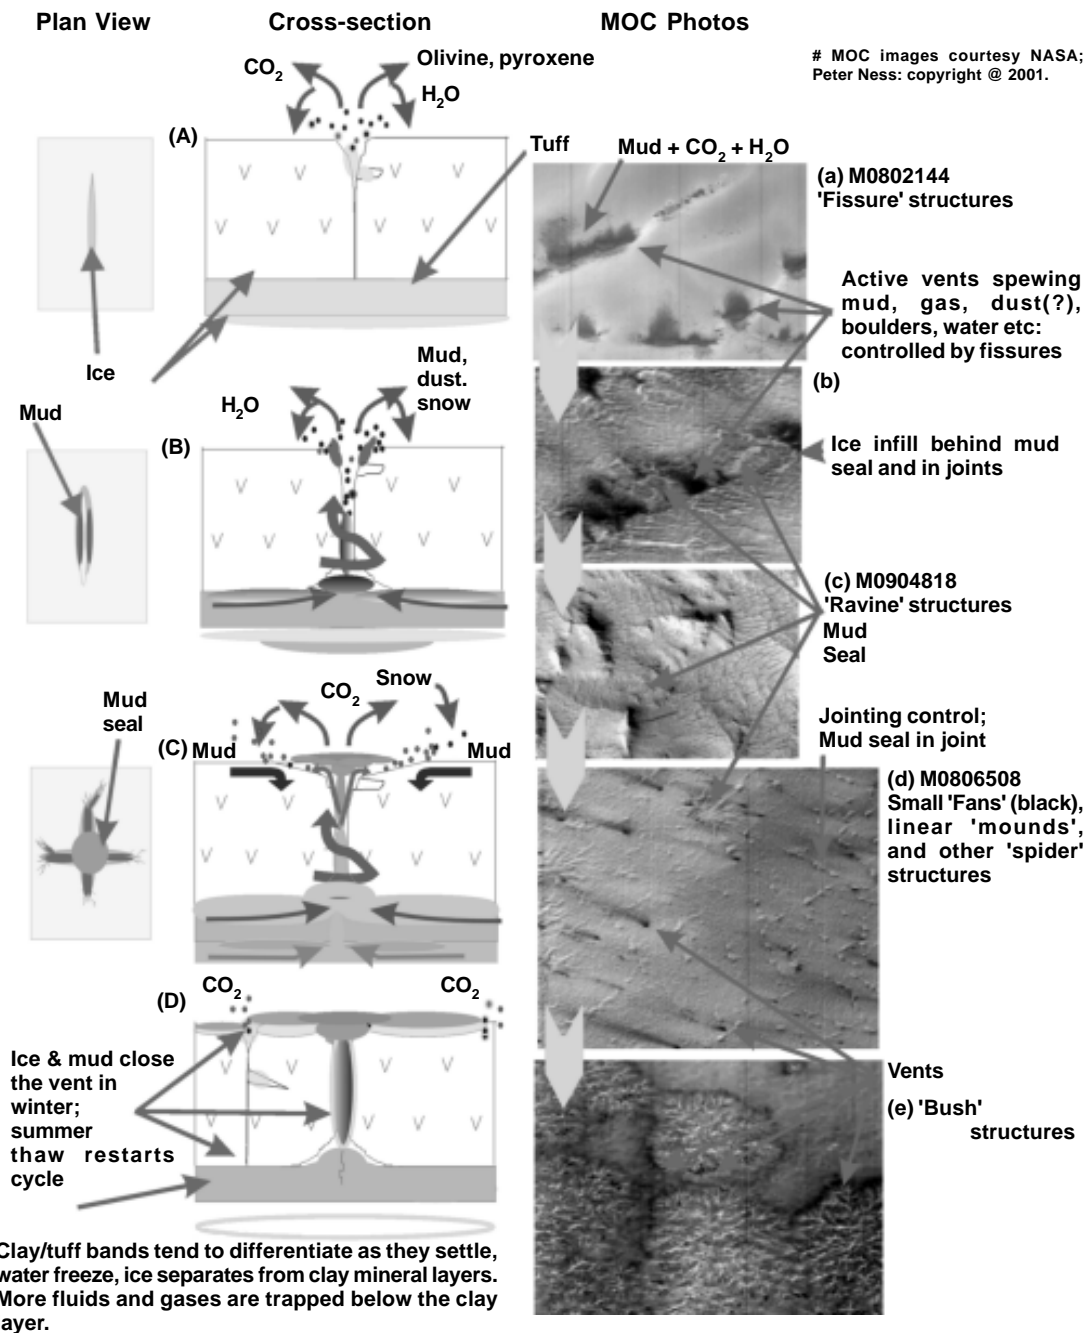 Plan View
Cross-section
MOC Photos
# MOC images courtesy NASA;
Peter Ness: copyright @ 2001.
CO2
Olivine, pyroxene
H2O
(A)
Tuff
Mud + CO2 + H2O
V V V
V V V V V
Ice
(a) M0802144
'Fissure' structures
Active vents spewing
mud, gas, dust(?),
boulders, water etc:
controlled by fissures
Mud
H2O
Mud,
dust.
snow
(B)
V V V
V V V V V
(b)
Ice infill behind mud
seal and in joints
(c) M0904818
'Ravine' structures
Mud
Seal
Mud
seal
CO2
Snow
(C)
Mud
Mud
V V V
V V V V V
Jointing control;
Mud seal in joint
(d) M0806508
Small 'Fans' (black),
linear 'mounds',
and other 'spider'
structures
CO2
CO2
(D)
V V V
V V V
Ice & mud close
the vent in
winter;
summer
thaw restarts
cycle
Vents
(e) 'Bush'
structures
Clay/tuff bands tend to differentiate as they settle,
water freeze, ice separates from clay mineral layers.
More fluids and gases are trapped below the clay
layer.